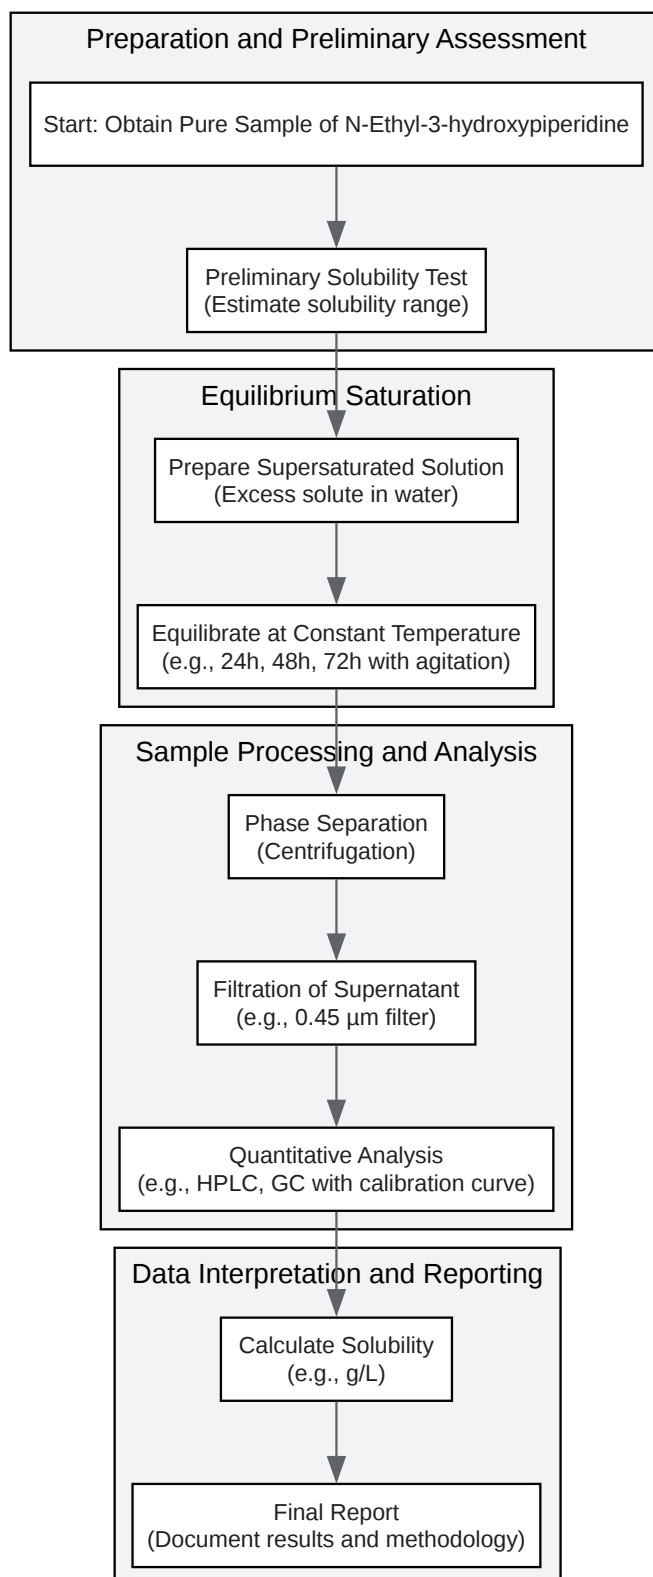 Preparation and Preliminary Assessment
Start: Obtain Pure Sample of N-Ethyl-3-hydroxypiperidine
Preliminary Solubility Test
(Estimate solubility range)
Equilibrium Saturation
Prepare Supersaturated Solution
(Excess solute in water)
Equilibrate at Constant Temperature
(e.g., 24h, 48h, 72h with agitation)
Sample Processing and Analysis
Phase Separation
(Centrifugation)
Filtration of Supernatant
(e.g., 0.45 µm filter)
Quantitative Analysis
(e.g., HPLC, GC with calibration curve)
Data Interpretation and Reporting
Calculate Solubility
(e.g., g/L)
Final Report
(Document results and methodology)